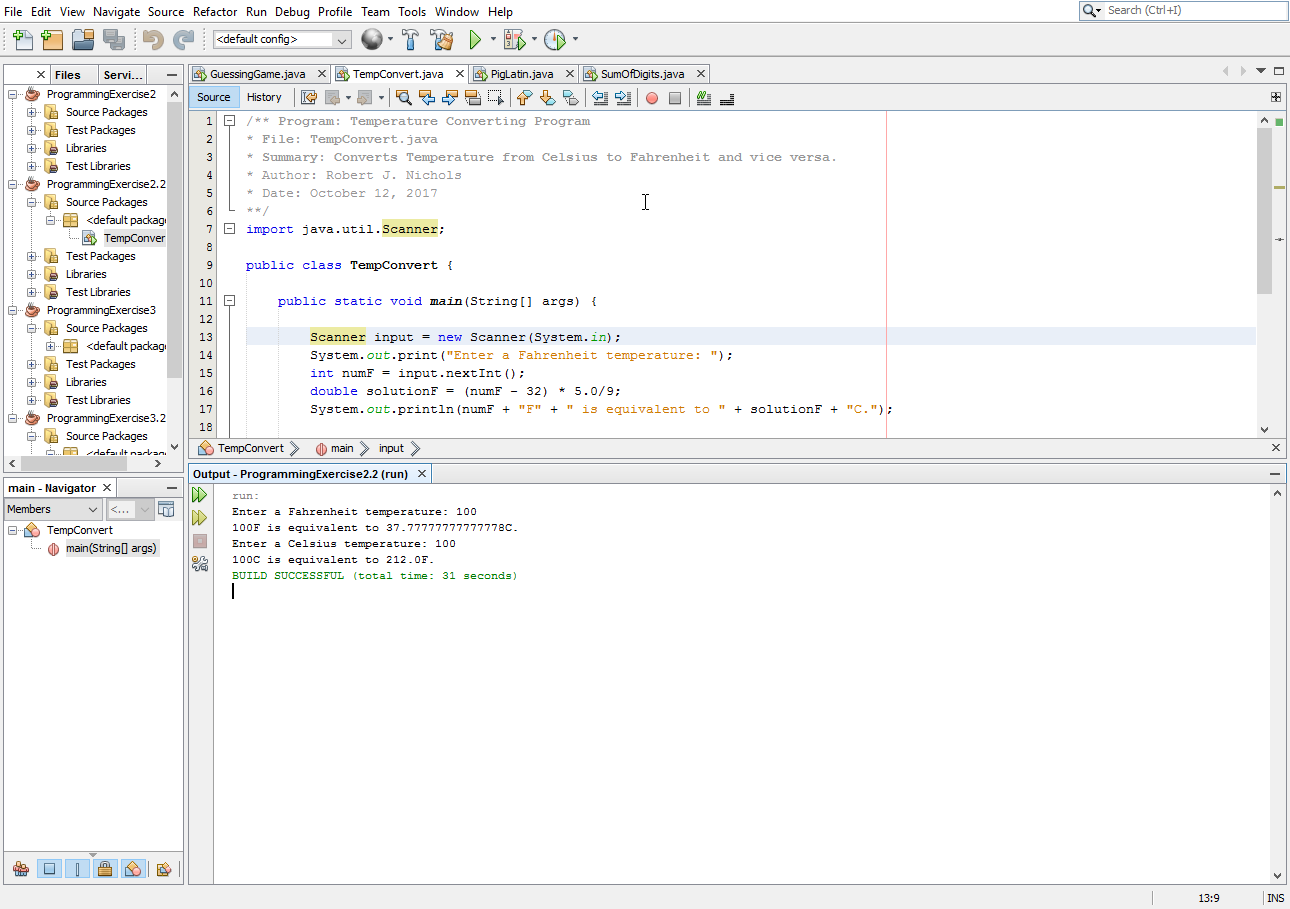 File Edit View Navigate Source Refactor Run Debug Profile Team Tools Window Help
Search (Ctrl+I)
<default config>
Files
Servi...
ProgrammingExercise2
Source Packages
Test Packages
Libraries
Test Libraries
ProgrammingExercise2.2
Source Packages
<default packag
TempConver
Test Packages
Libraries
Test Libraries
ProgrammingExercise3
Source Packages
<default packag
Test Packages
Libraries
Test Libraries
ProgrammingExercise3.2
Source Packages
<default packag
main - Navigator
Members
<...
TempConvert
main(String[] args)
GuessingGame.java TempConvert.java PigLatin.java SumOfDigits.java
Source History
1 /** Program: Temperature Converting Program
2 * File: TempConvert.java
3 * Summary: Converts Temperature from Celsius to Fahrenheit and vice versa.
4 * Author: Robert J. Nichols
5 * Date: October 12, 2017
6 **/
7 import java.util.Scanner;
8
9 public class TempConvert {
10
11 public static void main(String[] args) {
12
13 Scanner input = new Scanner(System.in);
14 System.out.print("Enter a Fahrenheit temperature: ");
15 int numF = input.nextInt();
16 double solutionF = (numF - 32) * 5.0/9;
17 System.out.println(numF + "F" + " is equivalent to " + solutionF + "C.");
18
TempConvert main input
Output - ProgrammingExercise2.2 (run)
run:
Enter a Fahrenheit temperature: 100
100F is equivalent to 37.77777777777778C.
Enter a Celsius temperature: 100
100C is equivalent to 212.0F.
BUILD SUCCESSFUL (total time: 31 seconds)
13:9 INS